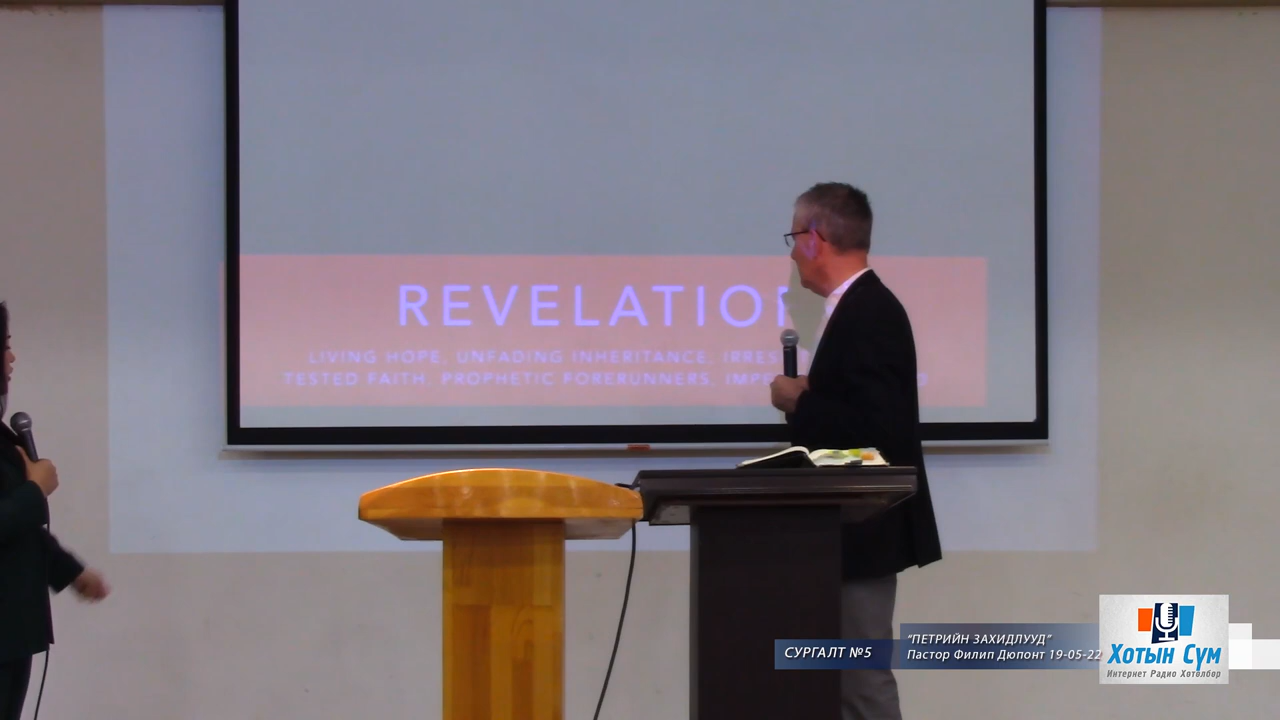 REVELATION
LIVING HOPE, UNFADING INHERITANCE,
TESTED FAITH, PROPHETIC FORERUNNERS,
СУРГАЛТ №5
"ПЕТРИЙН ЗАХИДЛУУД"
Пастор Филип Дюпонт 19-05-22
Хотын Сүм
Интернет Радио Хөтөлбөр